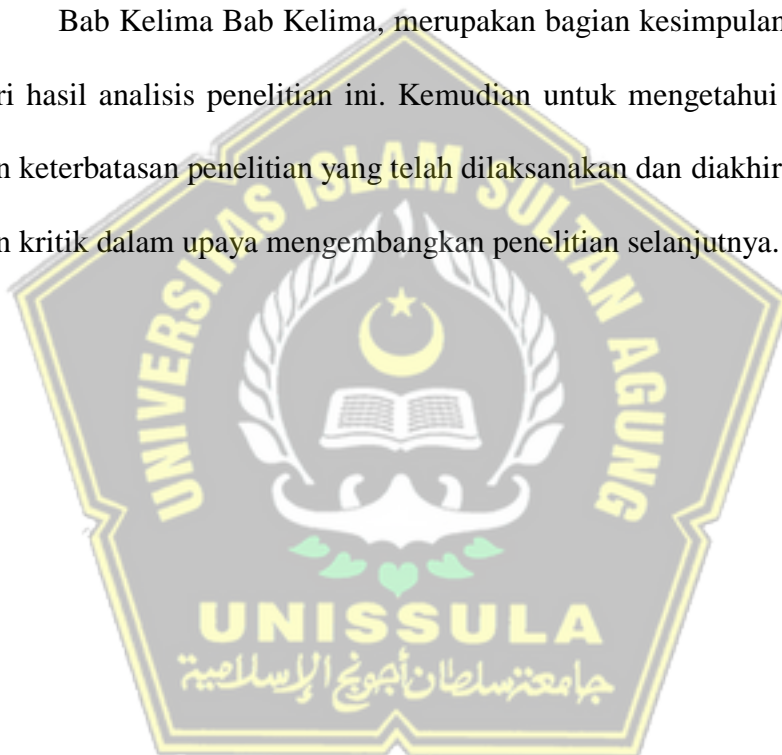 Bab Kelima Bab Kelima, merupakan bagian kesimpulan
ri hasil analisis penelitian ini. Kemudian untuk mengetahui
n keterbatasan penelitian yang telah dilaksanakan dan diakhir
n kritik dalam upaya mengembangkan penelitian selanjutnya.
UNIVERSITAS ISLAM SULTAN AGUNG
UNISSULA
جامعة سلطان أجونج الإسلامية